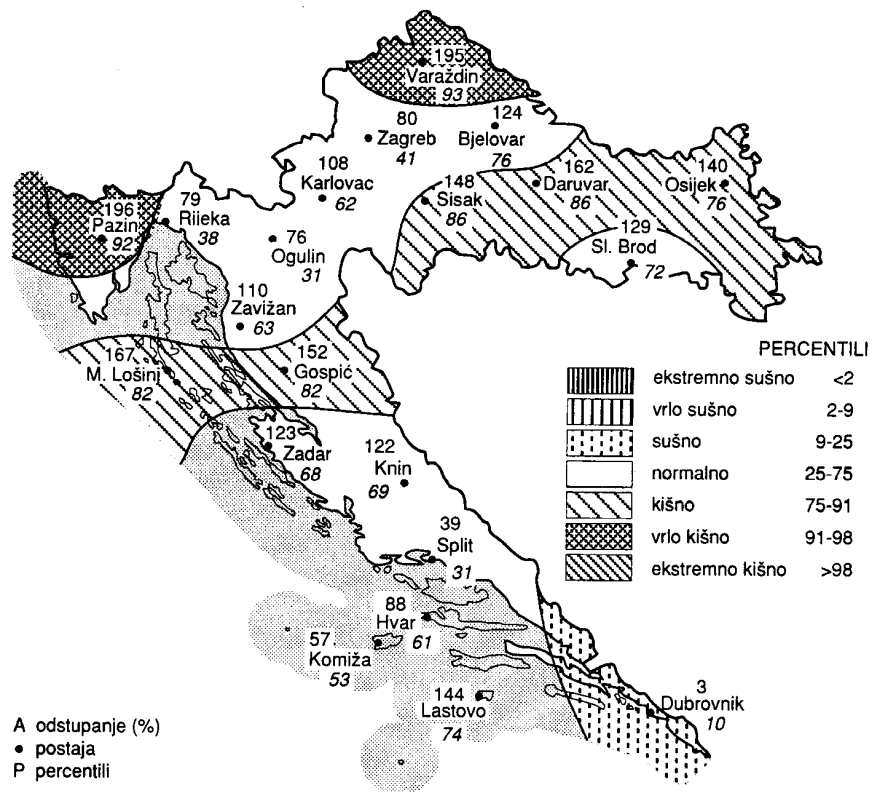 195
Varaždin
93
80
Zagreb
41
124
Bjelovar
76
108
Karlovac
62
148
Sisak
86
162
Daruvar
86
140
Osijek
76
129
Sl. Brod
72
196
Pazin
92
79
Rijeka
38
76
Ogulin
31
110
Zavižan
63
167
M. Lošinj
82
152
Gospić
82
123
Zadar
68
122
Knin
69
39
Split
31
88
Hvar
61
57
Komiža
53
144
Lastovo
74
3
Dubrovnik
10
PERCENTILI
ekstremno sušno <2
vrlo sušno 2-9
sušno 9-25
normalno 25-75
kišno 75-91
vrlo kišno 91-98
ekstremno kišno >98
A odstupanje (%)
• postaja
P percentili